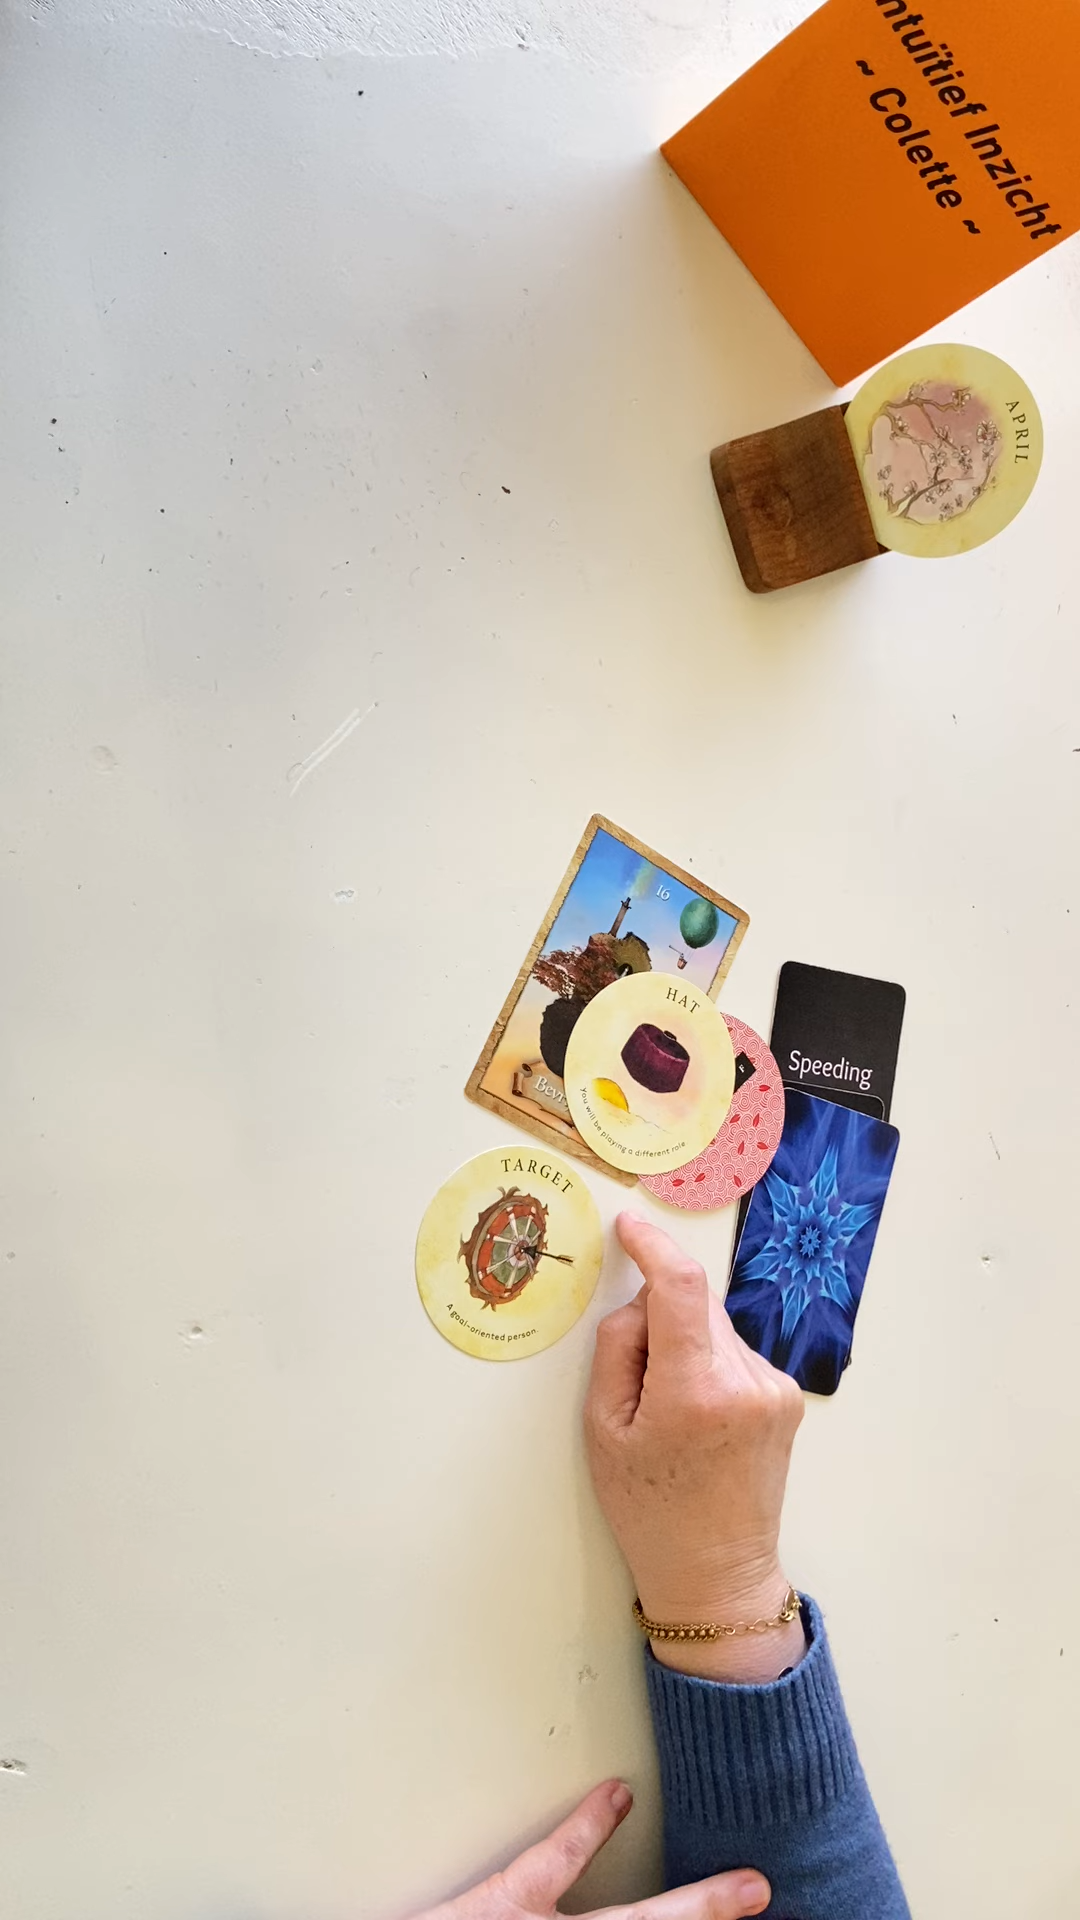 Intuïtief Inzicht
~ Colette ~
APRIL
16
HAT
You will be playing a different role
Speeding
TARGET
A goal-oriented person.